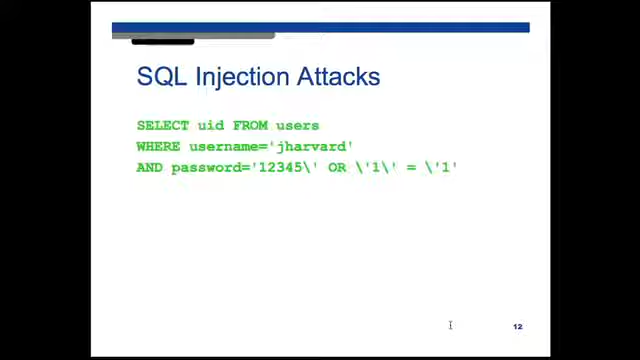 SQL Injection Attacks
SELECT uid FROM users
WHERE username='jharvard'
AND password='12345\' OR \'1\' = \'1'
12